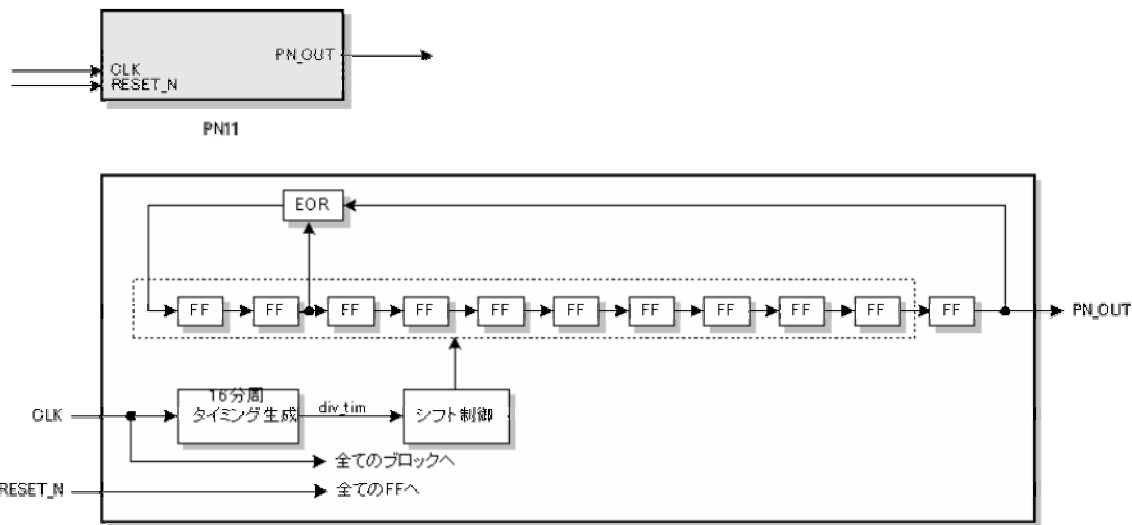 PN_OUT
CLK
RESET_N
PN11
EOR
FF FF FF FF FF FF FF FF FF FF FF
PN_OUT
16分周
タイミング生成
div_tim
シフト制御
CLK
全てのブロックへ
RESET_N
全てのFFへ